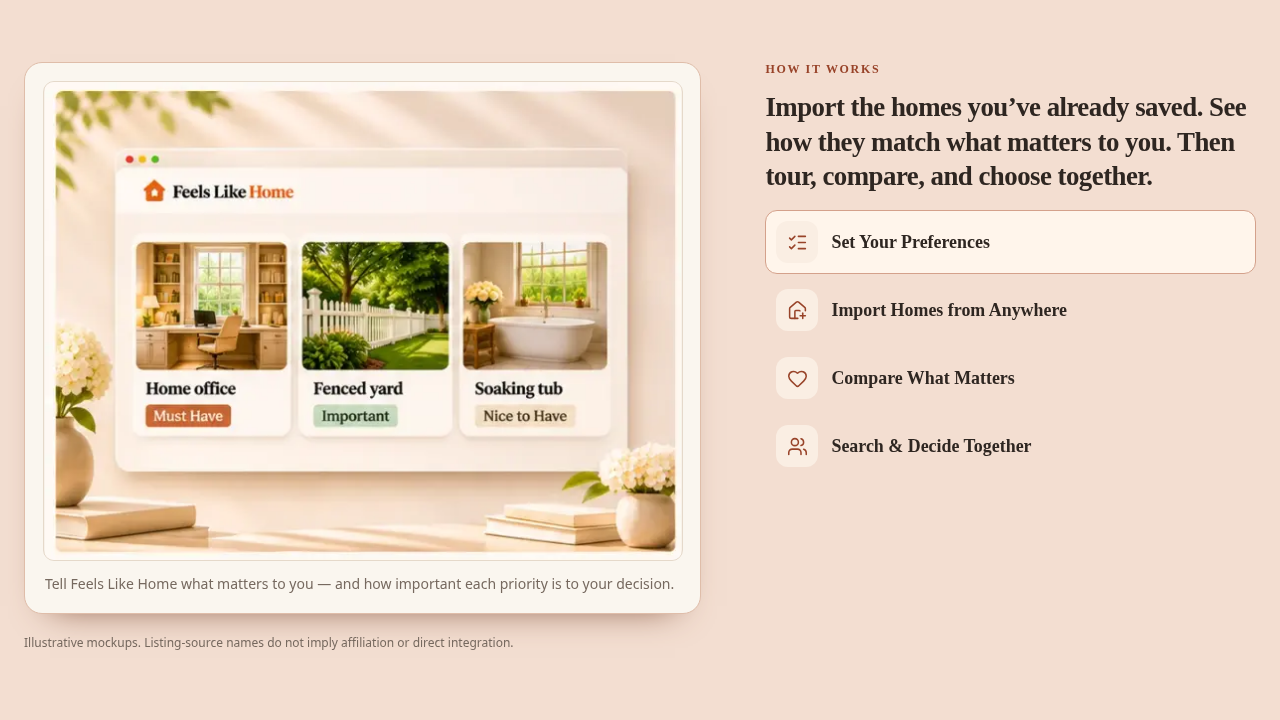 Feels Like Home
Home office
Must Have
Fenced yard
Important
Soaking tub
Nice to Have
Tell Feels Like Home what matters to you — and how important each priority is to your decision.
Illustrative mockups. Listing-source names do not imply affiliation or direct integration.
HOW IT WORKS
Import the homes you’ve already saved. See
how they match what matters to you. Then
tour, compare, and choose together.
Set Your Preferences
Import Homes from Anywhere
Compare What Matters
Search & Decide Together